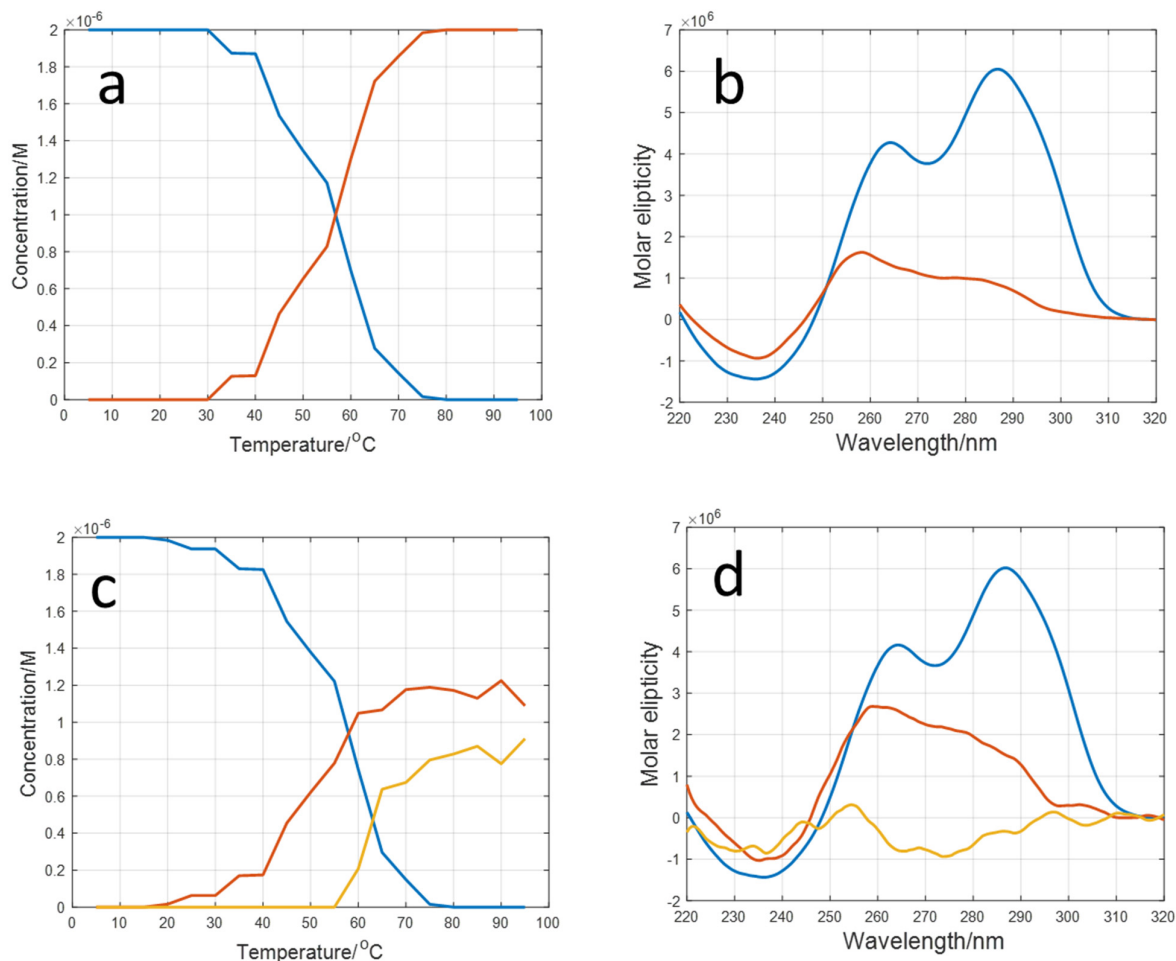 ×10⁻⁶
2
1.8
1.6
1.4
1.2
1
0.8
0.6
0.4
0.2
0
a
Concentration/M
0 10 20 30 40 50 60 70 80 90 100
Temperature/°C
×10⁶
7
6
5
4
3
2
1
0
-1
-2
b
Molar elipticity
220 230 240 250 260 270 280 290 300 310 320
Wavelength/nm
×10⁻⁶
2
1.8
1.6
1.4
1.2
1
0.8
0.6
0.4
0.2
0
c
Concentration/M
0 10 20 30 40 50 60 70 80 90 100
Temperature/°C
×10⁶
7
6
5
4
3
2
1
0
-1
-2
d
Molar elipticity
220 230 240 250 260 270 280 290 300 310 320
Wavelength/nm